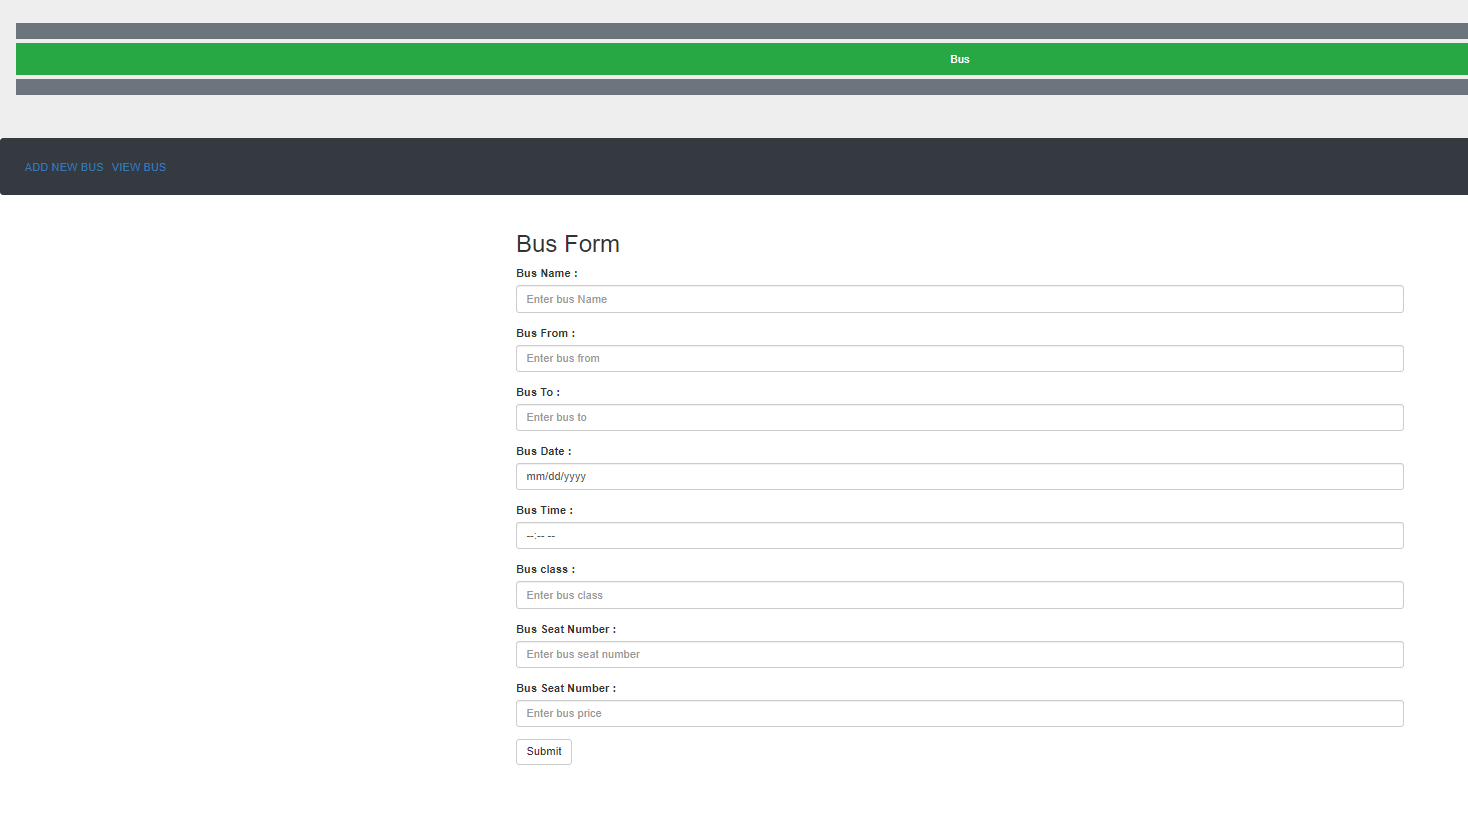 Bus
ADD NEW BUS VIEW BUS
Bus Form
Bus Name :
Enter bus Name
Bus From :
Enter bus from
Bus To :
Enter bus to
Bus Date :
mm/dd/yyyy
Bus Time :
--:-- --
Bus class :
Enter bus class
Bus Seat Number :
Enter bus seat number
Bus Seat Number :
Enter bus price
Submit